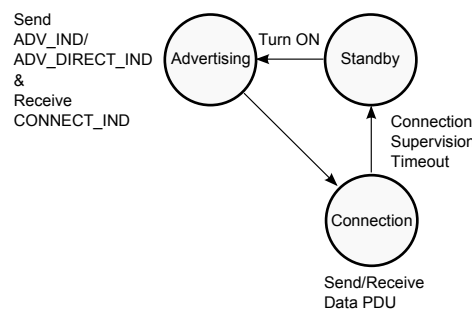 Send
ADV_IND/
ADV_DIRECT_IND
&
Receive
CONNECT_IND
Advertising
Turn ON
Standby
Connection
Supervision
Timeout
Connection
Send/Receive
Data PDU